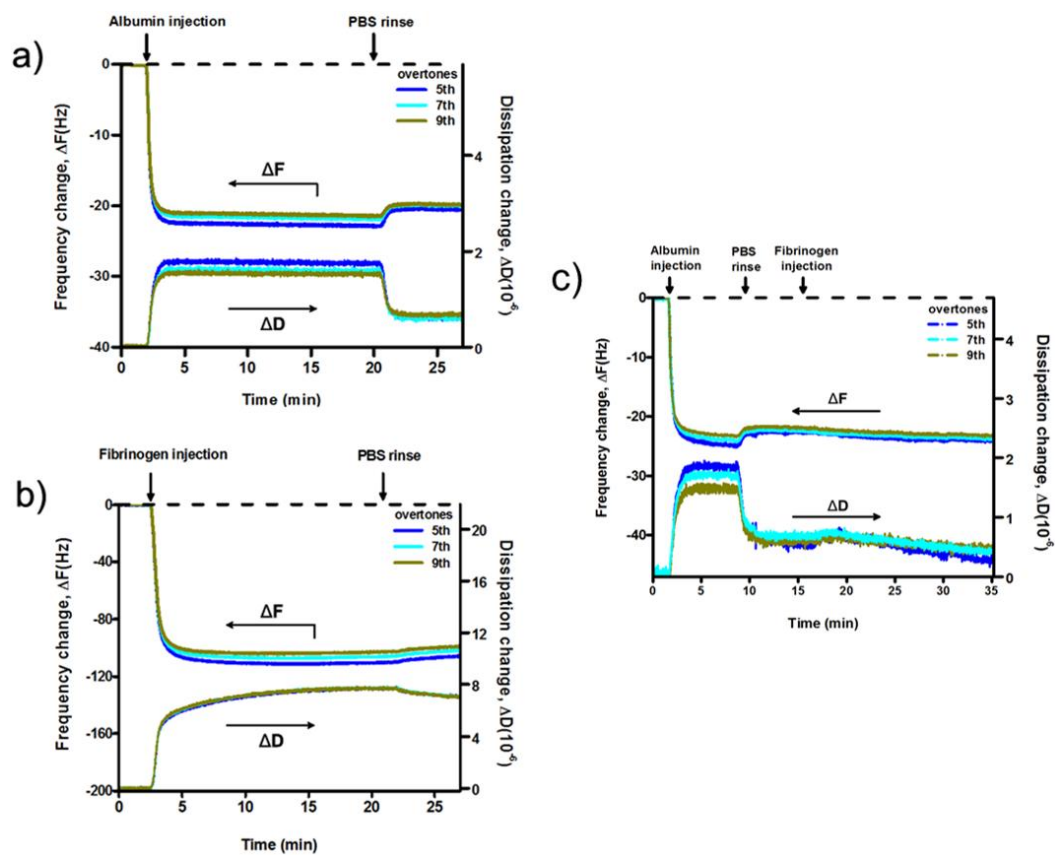 a)
Albumin injection
PBS rinse
Frequency change, ΔF(Hz)
0
-10
-20
-30
-40
overtones
5th
7th
9th
ΔF
ΔD
Dissipation change, ΔD(10-6)
4
2
0
0 5 10 15 20 25
Time (min)
b)
Fibrinogen injection
PBS rinse
Frequency change, ΔF(Hz)
0
-40
-80
-120
-160
-200
overtones
5th
7th
9th
ΔF
ΔD
Dissipation change, ΔD(10-6)
20
16
12
8
4
0
0 5 10 15 20 25
Time (min)
c)
Albumin
injection
PBS
rinse
Fibrinogen
injection
Frequency change, ΔF(Hz)
0
-10
-20
-30
-40
overtones
5th
7th
9th
ΔF
ΔD
Dissipation change, ΔD(10-6)
4
3
2
1
0
0 5 10 15 20 25 30 35
Time (min)